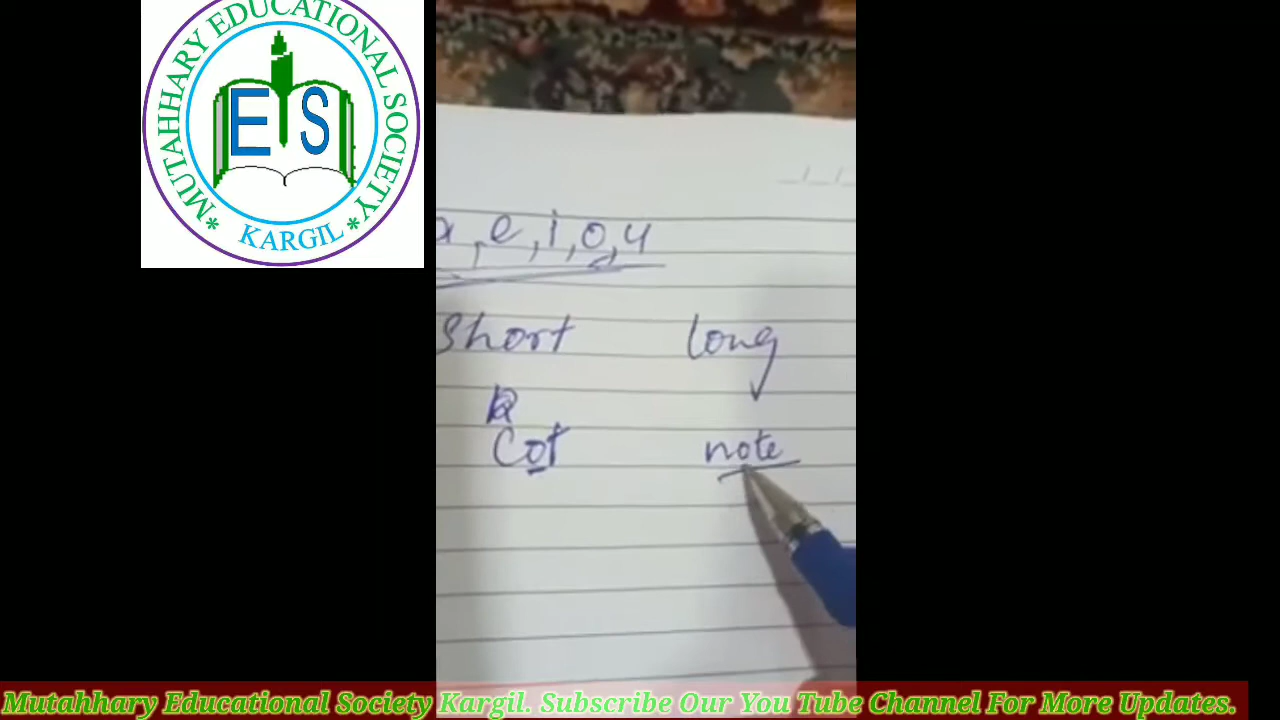 MUTAHHARY EDUCATIONAL SOCIETY
E S
* KARGIL *
a, e, i, o, u
Short long
Cot note
Mutahhary Educational Society Kargil. Subscribe Our You Tube Channel For More Updates.